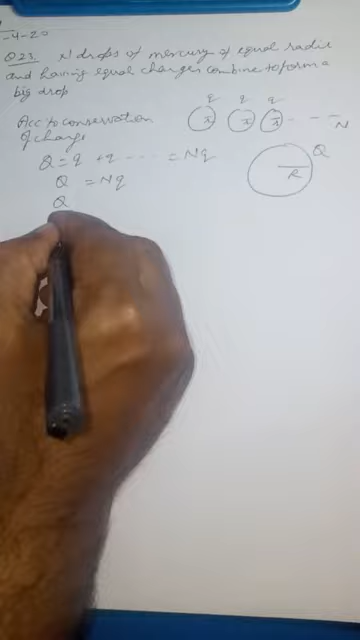 -4-20
Q.23. N drops of mercury of equal radii
and having equal charges combine to form a
big drop
q q q
Acc to conservation
of charge
r r r - - - N
Q = q + q ---- = Nq
Q
R
Q = Nq
Q